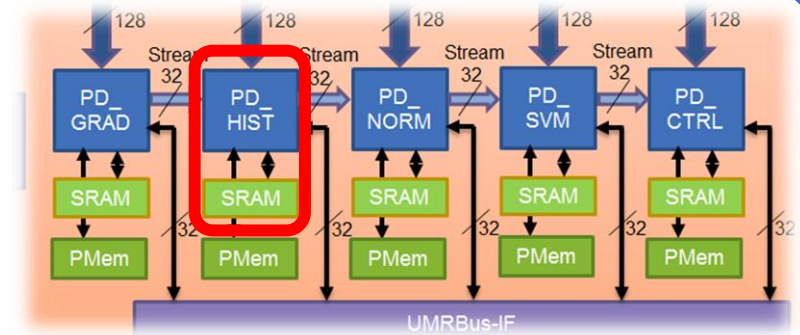 128 128 128 128 128
Stream Stream Stream Stream
32 32 32 32
PD_ PD_ PD_ PD_ PD_
GRAD HIST NORM SVM CTRL
SRAM SRAM SRAM SRAM SRAM
32 32 32 32 32
PMem PMem PMem PMem PMem
UMRBus-IF